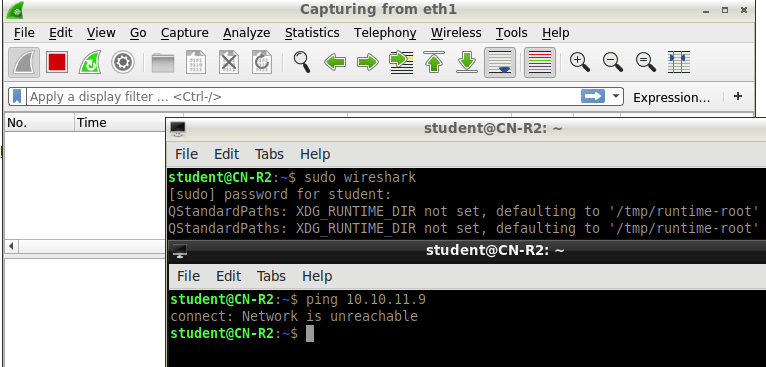 Capturing from eth1
File Edit View Go Capture Analyze Statistics Telephony Wireless Tools Help
Apply a display filter ... <Ctrl-/> Expression... +
No. Time
student@CN-R2: ~
File Edit Tabs Help
student@CN-R2:~$ sudo wireshark
[sudo] password for student:
QStandardPaths: XDG_RUNTIME_DIR not set, defaulting to '/tmp/runtime-root'
QStandardPaths: XDG_RUNTIME_DIR not set, defaulting to '/tmp/runtime-root'
student@CN-R2: ~
File Edit Tabs Help
student@CN-R2:~$ ping 10.10.11.9
connect: Network is unreachable
student@CN-R2:~$